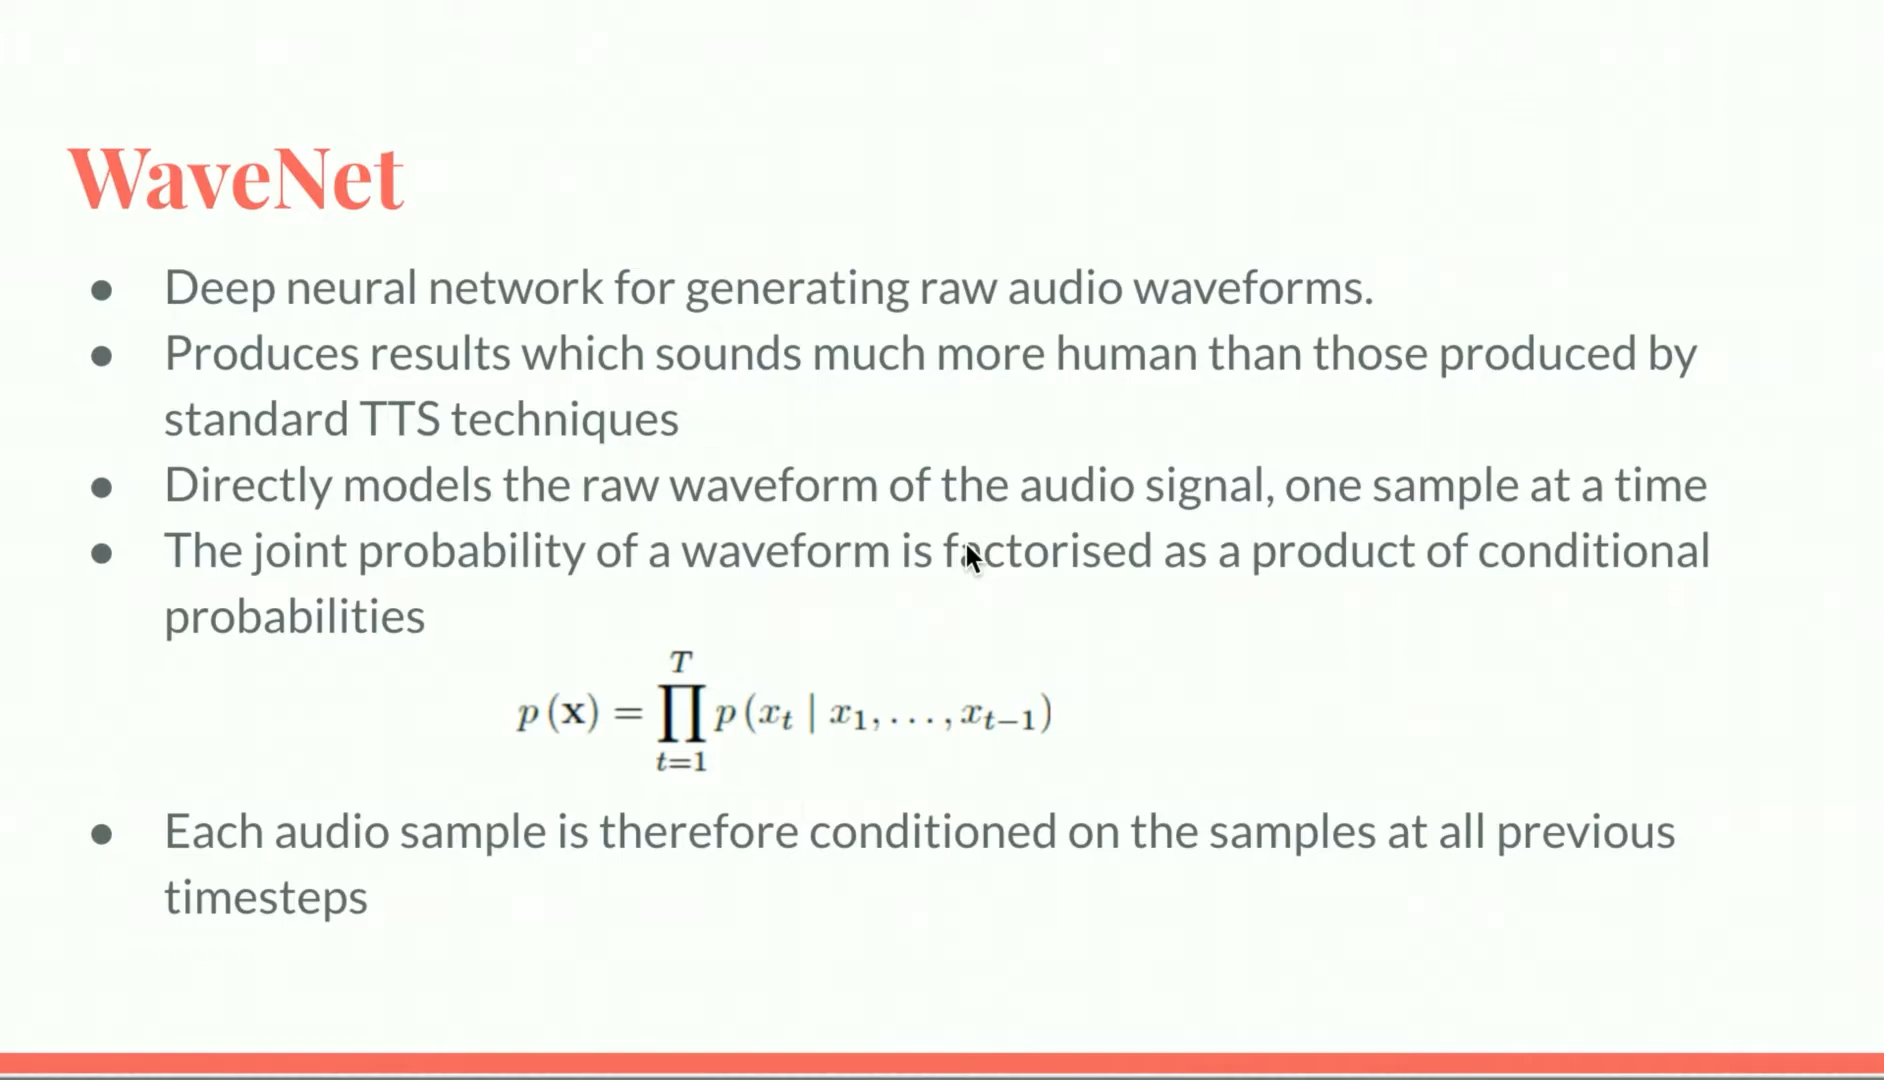 WaveNet
● Deep neural network for generating raw audio waveforms.
● Produces results which sounds much more human than those produced by
standard TTS techniques
● Directly models the raw waveform of the audio signal, one sample at a time
● The joint probability of a waveform is factorised as a product of conditional
probabilities
p(x) = ∏_{t=1}^{T} p(x_t | x_1, . . . , x_{t−1})
● Each audio sample is therefore conditioned on the samples at all previous
timesteps